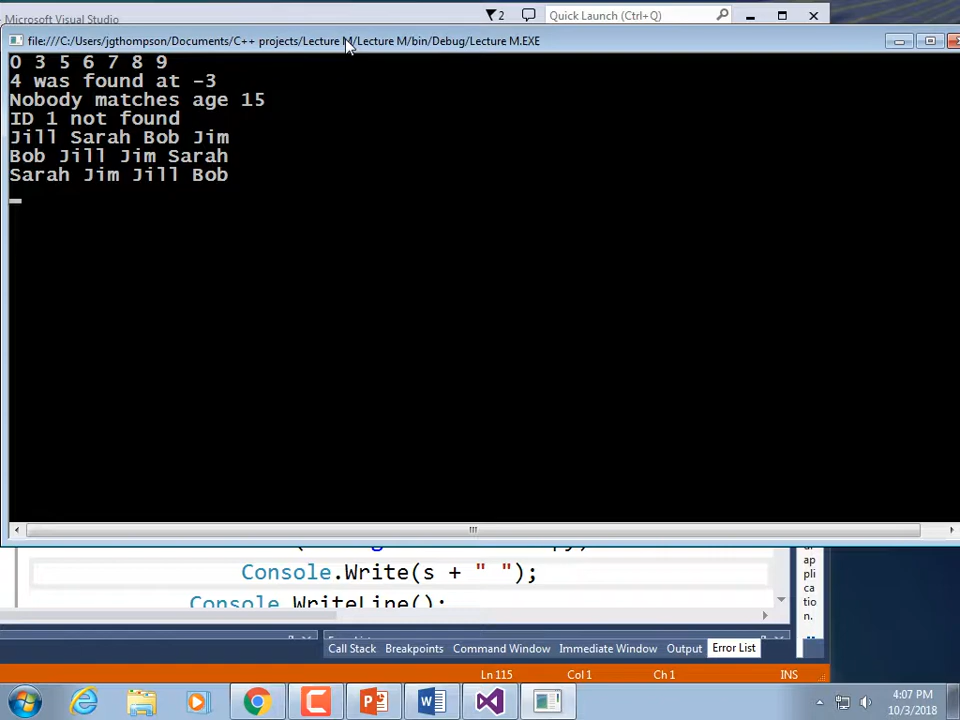 Microsoft Visual Studio
2
Quick Launch (Ctrl+Q)
file:///C:/Users/jgthompson/Documents/C++ projects/Lecture M/Lecture M/bin/Debug/Lecture M.EXE
0 3 5 6 7 8 9
4 was found at -3
Nobody matches age 15
ID 1 not found
Jill Sarah Bob Jim
Bob Jill Jim Sarah
Sarah Jim Jill Bob
Console.Write(s + " ");
Console.WriteLine();
ap
pli
ca
tio
n.
Call Stack Breakpoints Command Window Immediate Window Output Error List
Ln 115 Col 1 Ch 1 INS
4:07 PM
10/3/2018